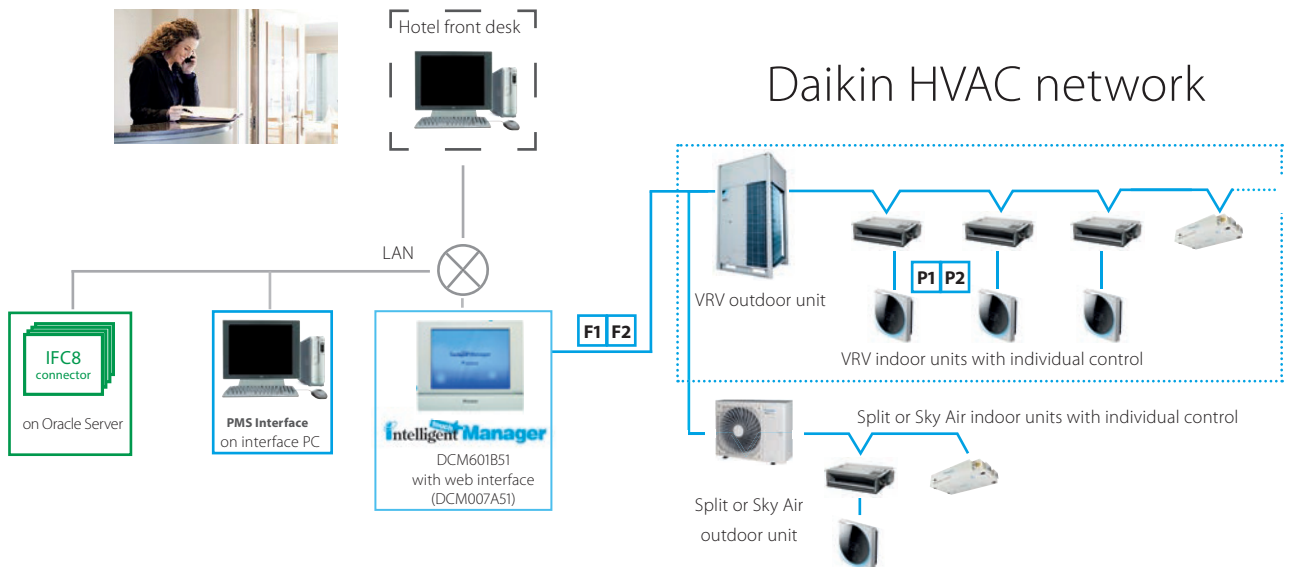 Hotel front desk
Daikin HVAC network
LAN
F1 F2
VRV outdoor unit
P1 P2
VRV indoor units with individual control
IFC8
connector
on Oracle Server
PMS Interface
on interface PC
intelligent Manager
DCM601B51
with web interface
(DCM007A51)
Split or Sky Air indoor units with individual control
Split or Sky Air
outdoor unit